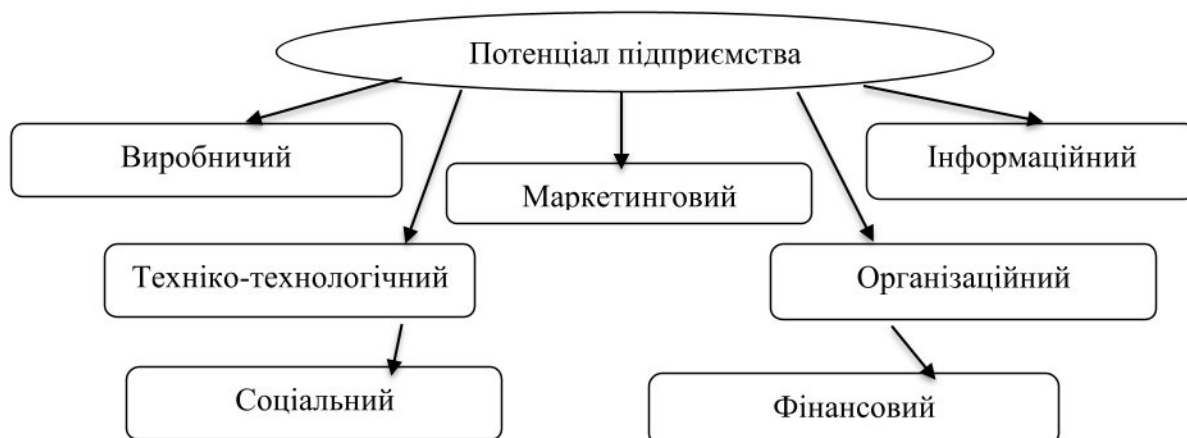 Потенціал підприємства
Виробничий
Інформаційний
Маркетинговий
Техніко-технологічний
Організаційний
Соціальний
Фінансовий